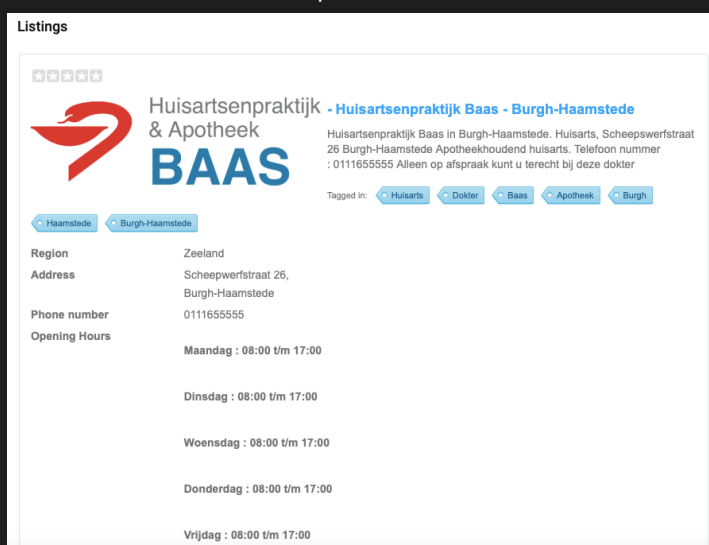 Listings
Huisartsenpraktijk
& Apotheek
BAAS
- Huisartsenpraktijk Baas - Burgh-Haamstede
Huisartsenpraktijk Baas in Burgh-Haamstede. Huisarts, Scheepswerfstraat
26 Burgh-Haamstede Apotheekhoudend huisarts. Telefoon nummer
: 0111655555 Alleen op afspraak kunt u terecht bij deze dokter
Tagged in: Huisarts Dokter Baas Apotheek Burgh
Haamstede Burgh-Haamstede
Region Zeeland
Address Scheepwerfstraat 26,
Burgh-Haamstede
Phone number 0111655555
Opening Hours
Maandag : 08:00 t/m 17:00
Dinsdag : 08:00 t/m 17:00
Woensdag : 08:00 t/m 17:00
Donderdag : 08:00 t/m 17:00
Vrijdag : 08:00 t/m 17:00